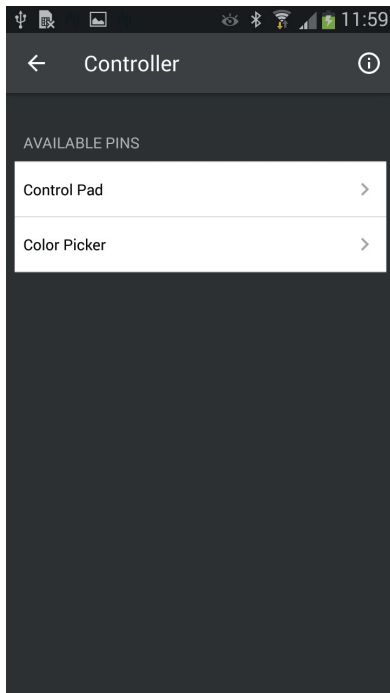 11:59
Controller
AVAILABLE PINS
Control Pad
Color Picker